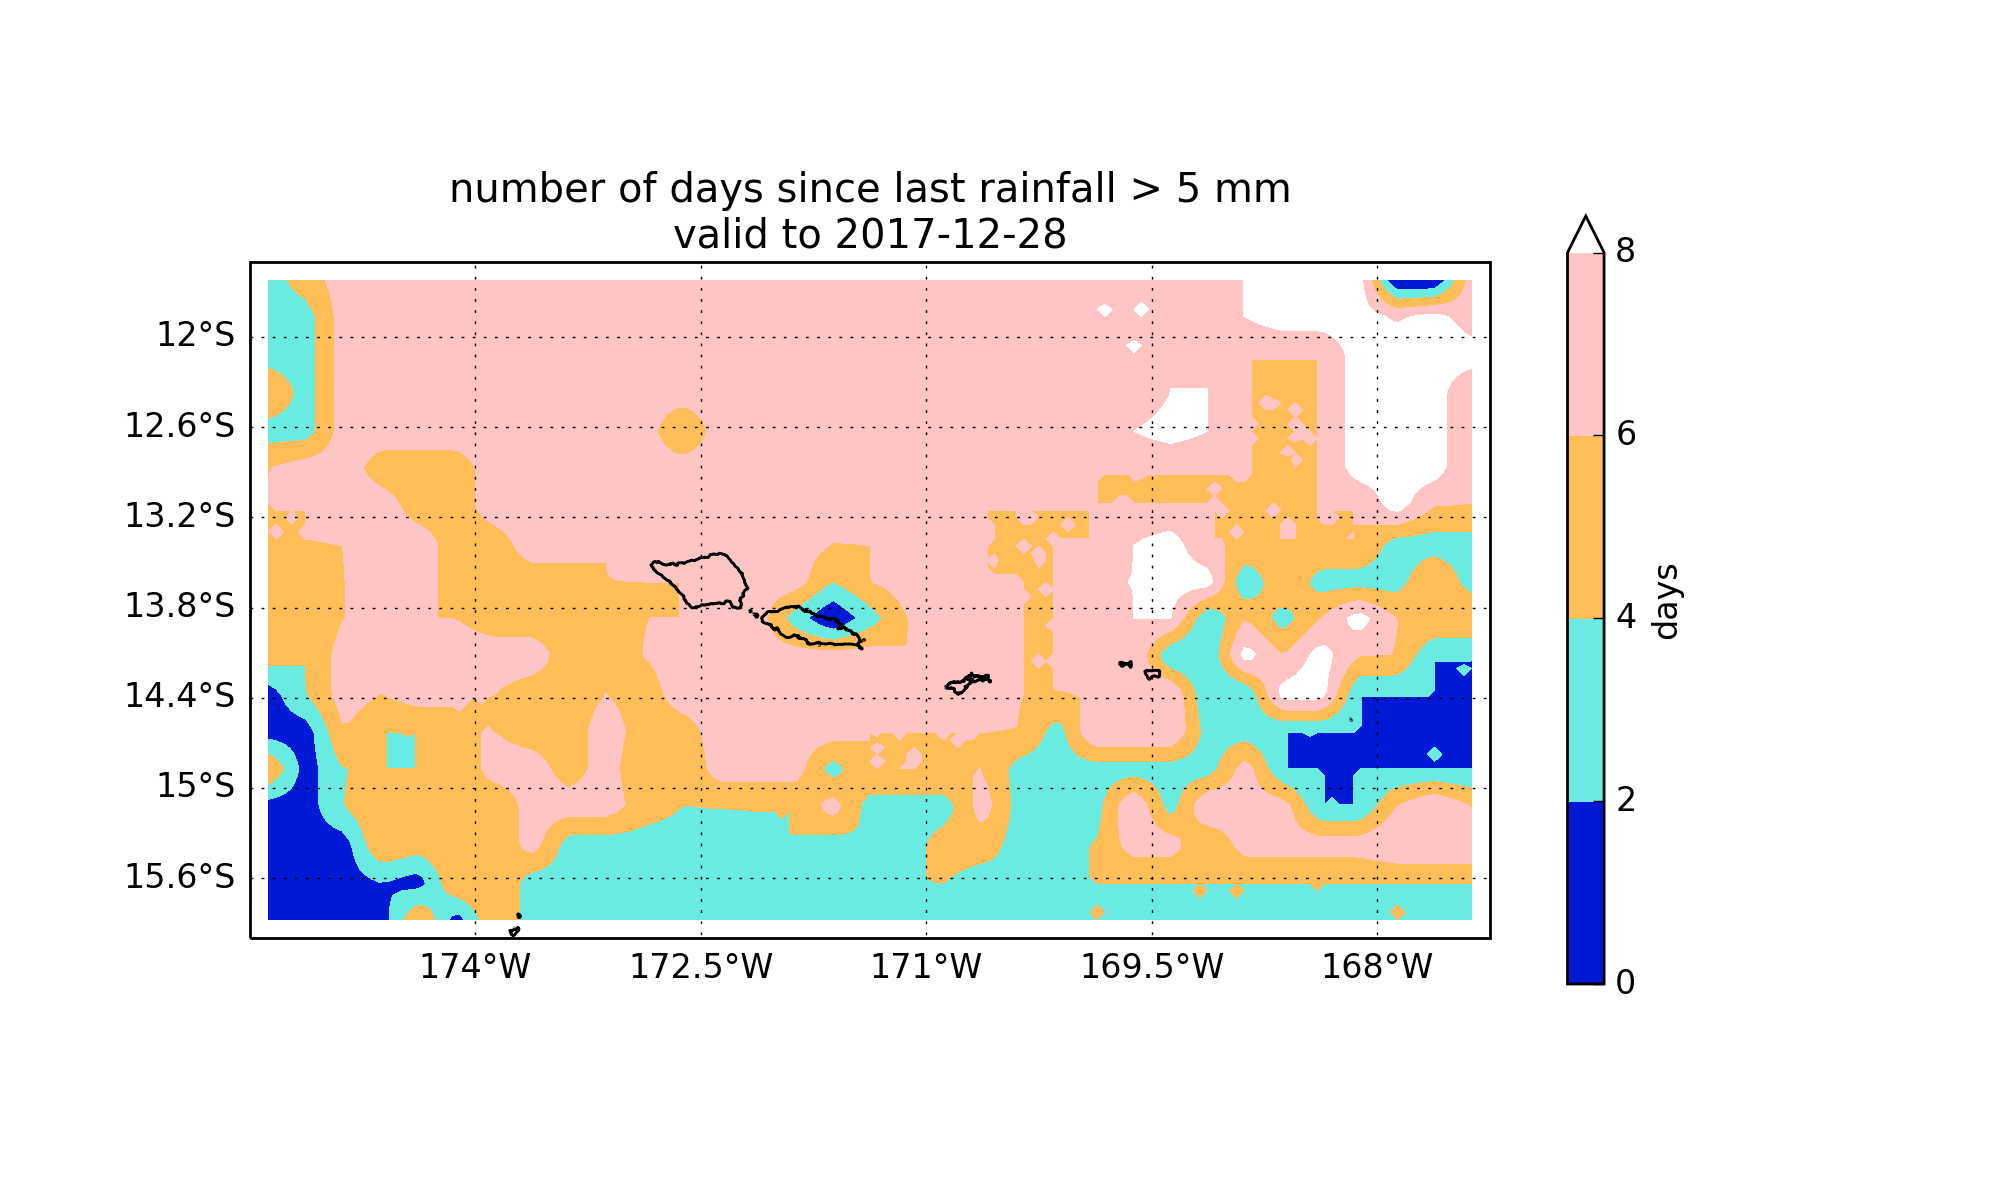 number of days since last rainfall > 5 mm
valid to 2017-12-28
12°S
12.6°S
13.2°S
13.8°S
14.4°S
15°S
15.6°S
174°W
172.5°W
171°W
169.5°W
168°W
8
6
4
2
0
days